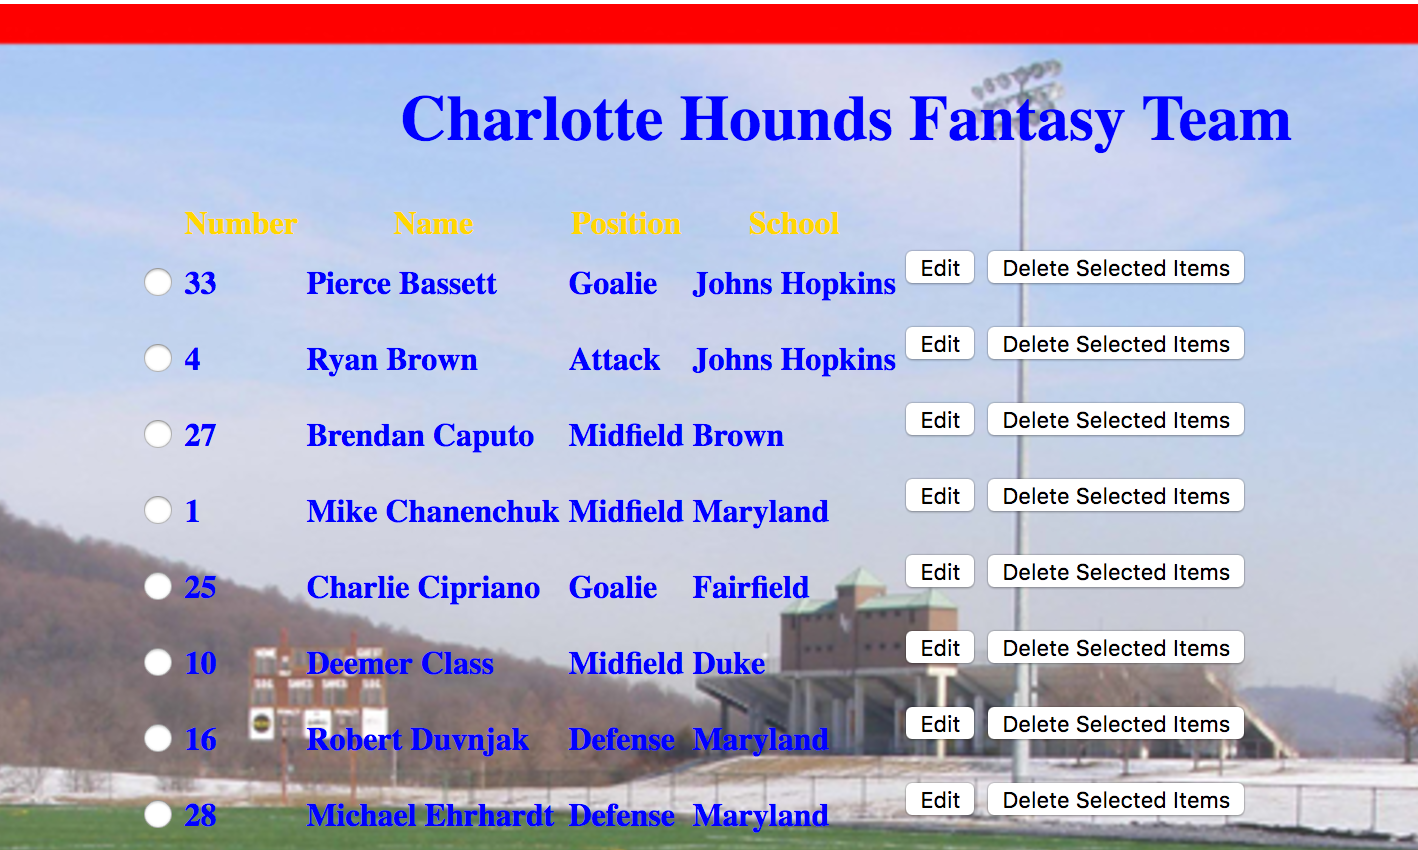 Charlotte Hounds Fantasy Team
Number Name Position School
33 Pierce Bassett Goalie Johns Hopkins Edit Delete Selected Items
4 Ryan Brown Attack Johns Hopkins Edit Delete Selected Items
27 Brendan Caputo Midfield Brown Edit Delete Selected Items
1 Mike Chanenchuk Midfield Maryland Edit Delete Selected Items
25 Charlie Cipriano Goalie Fairfield Edit Delete Selected Items
10 Deemer Class Midfield Duke Edit Delete Selected Items
16 Robert Duvnjak Defense Maryland Edit Delete Selected Items
28 Michael Ehrhardt Defense Maryland Edit Delete Selected Items